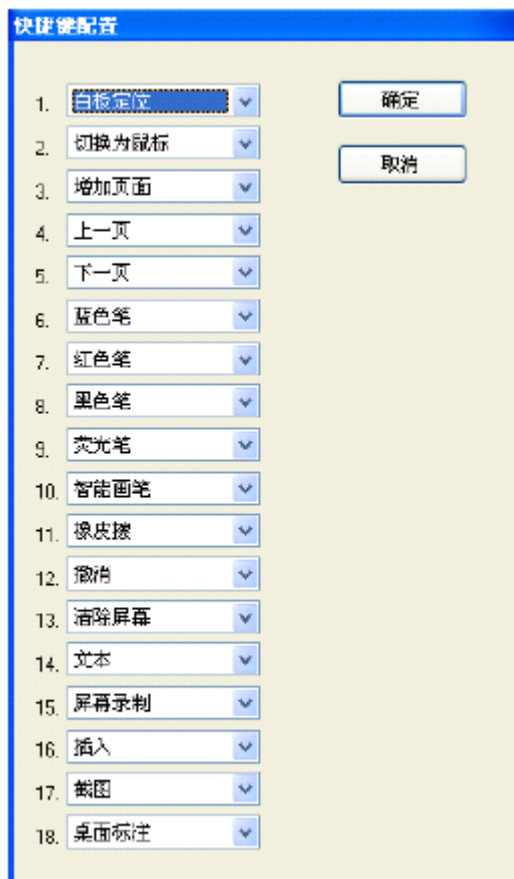 快捷键配置
1. 白板定位
确定
2. 切换为鼠标
取消
3. 增加页面
4. 上一页
5. 下一页
6. 蓝色笔
7. 红色笔
8. 黑色笔
9. 荧光笔
10. 智能画笔
11. 橡皮擦
12. 撤消
13. 清除屏幕
14. 文本
15. 屏幕录制
16. 插入
17. 截图
18. 桌面标注